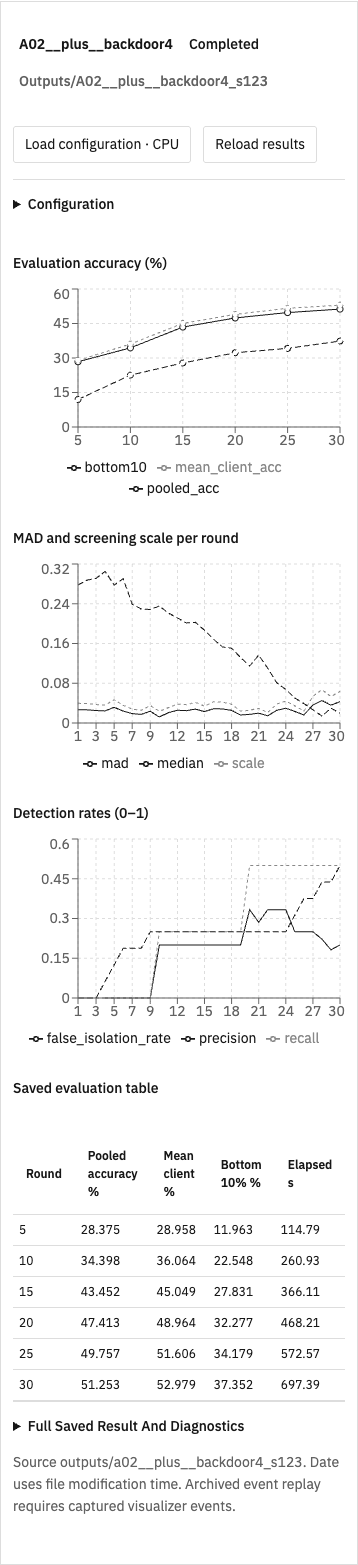 A02__plus__backdoor4 Completed
Outputs/A02__plus__backdoor4_s123
Load configuration · CPU Reload results
▶ Configuration
Evaluation accuracy (%)
60
45
30
15
0
5 10 15 20 25 30
bottom10 mean_client_acc
pooled_acc
MAD and screening scale per round
0.32
0.24
0.16
0.08
0
1 3 5 7 9 12 15 18 21 24 27 30
mad median scale
Detection rates (0–1)
0.6
0.45
0.3
0.15
0
1 3 5 7 9 12 15 18 21 24 27 30
false_isolation_rate precision recall
Saved evaluation table
Round Pooled accuracy % Mean client % Bottom 10% % Elapsed s
5 28.375 28.958 11.963 114.79
10 34.398 36.064 22.548 260.93
15 43.452 45.049 27.831 366.11
20 47.413 48.964 32.277 468.21
25 49.757 51.606 34.179 572.57
30 51.253 52.979 37.352 697.39
▶ Full Saved Result And Diagnostics
Source outputs/a02__plus__backdoor4_s123. Date
uses file modification time. Archived event replay
requires captured visualizer events.